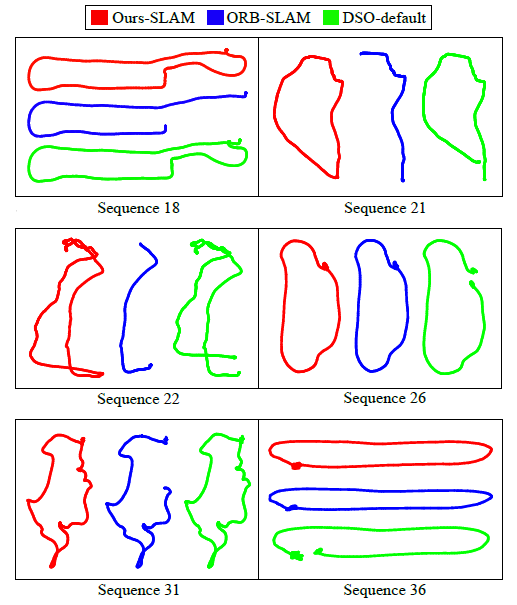 Ours-SLAM ORB-SLAM DSO-default
Sequence 18 Sequence 21
Sequence 22 Sequence 26
Sequence 31 Sequence 36